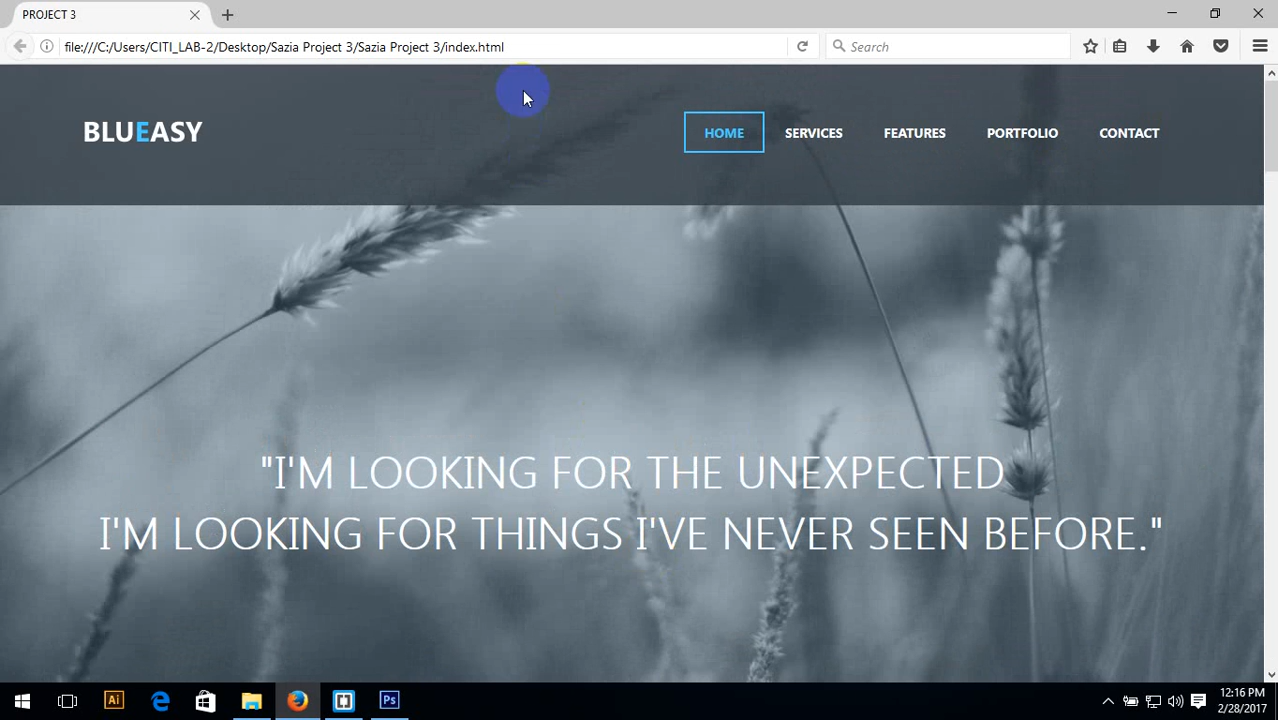 PROJECT 3
file:///C:/Users/CITI_LAB-2/Desktop/Sazia Project 3/Sazia Project 3/index.html
Search
BLUEASY
HOME SERVICES FEATURES PORTFOLIO CONTACT
"I'M LOOKING FOR THE UNEXPECTED
I'M LOOKING FOR THINGS I'VE NEVER SEEN BEFORE."
Ai
Ps
12:16 PM
2/28/2017